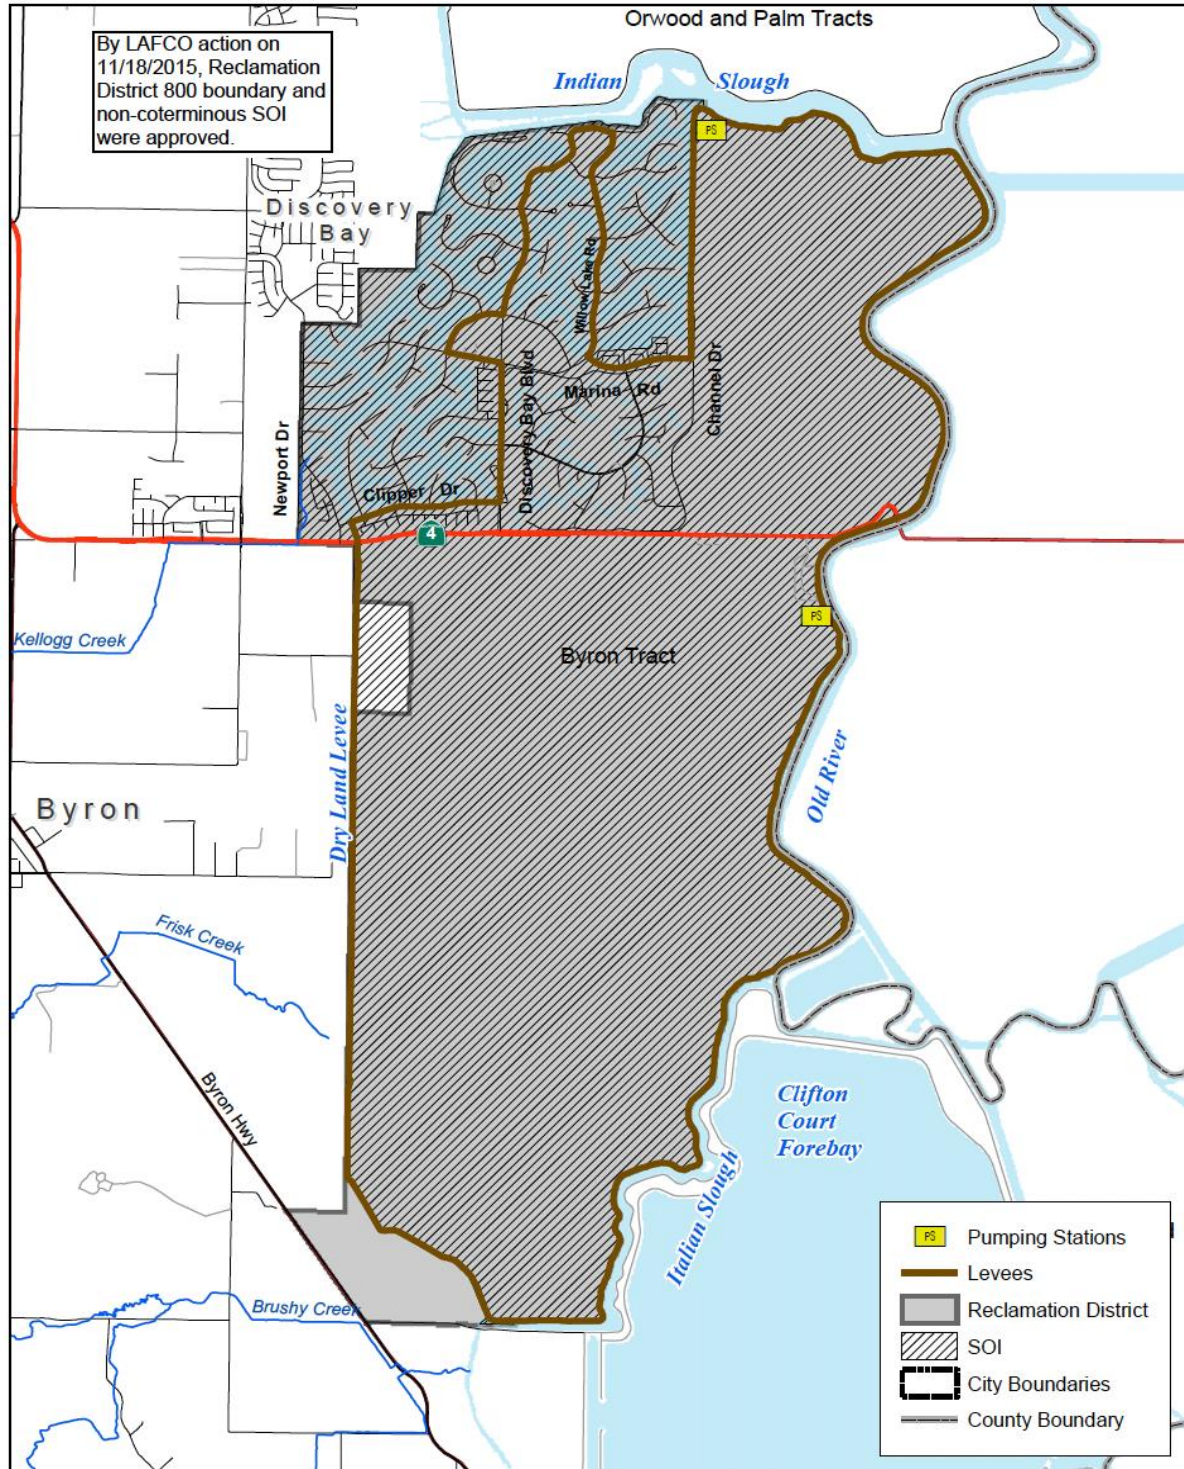 Orwood and Palm Tracts
By LAFCO action on
11/18/2015, Reclamation
District 800 boundary and
non-coterminous SOI
were approved.
Indian Slough
PS
Discovery
Bay
Willow Lake Rd
Discovery Bay Blvd
Marina Rd
Channel Dr
Newport Dr
Clipper Dr
4
PS
Kellogg Creek
Byron Tract
Dry Land Levee
Old River
Byron
Frisk Creek
Byron Hwy
Clifton
Court
Forebay
Italian Slough
Brushy Creek
PS Pumping Stations
Levees
Reclamation District
SOI
City Boundaries
County Boundary